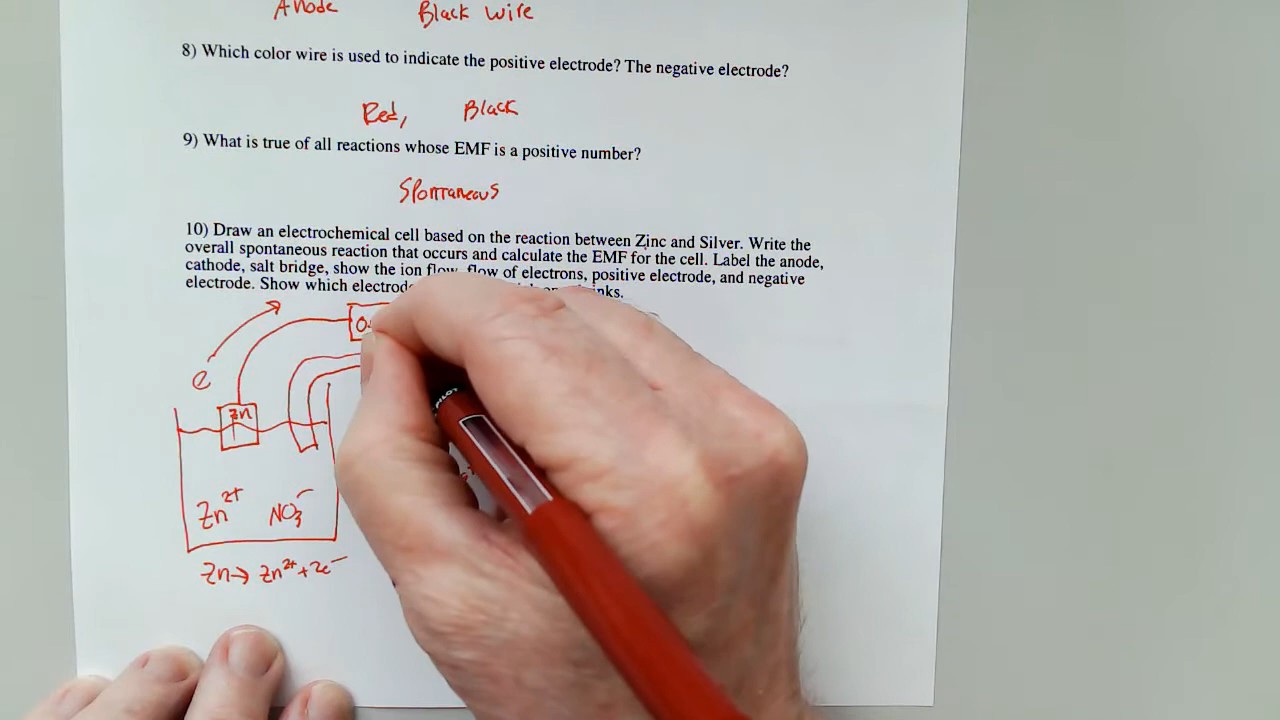 Anode Black Wire
8) Which color wire is used to indicate the positive electrode? The negative electrode?
Red, Black
9) What is true of all reactions whose EMF is a positive number?
Spontaneous
10) Draw an electrochemical cell based on the reaction between Zinc and Silver. Write the
overall spontaneous reaction that occurs and calculate the EMF for the cell. Label the anode,
cathode, salt bridge, show the ion flow, flow of electrons, positive electrode, and negative
electrode. Show which
e
Zn
Zn²⁺ NO₃⁻
Zn → Zn²⁺ + 2e⁻
PILOT